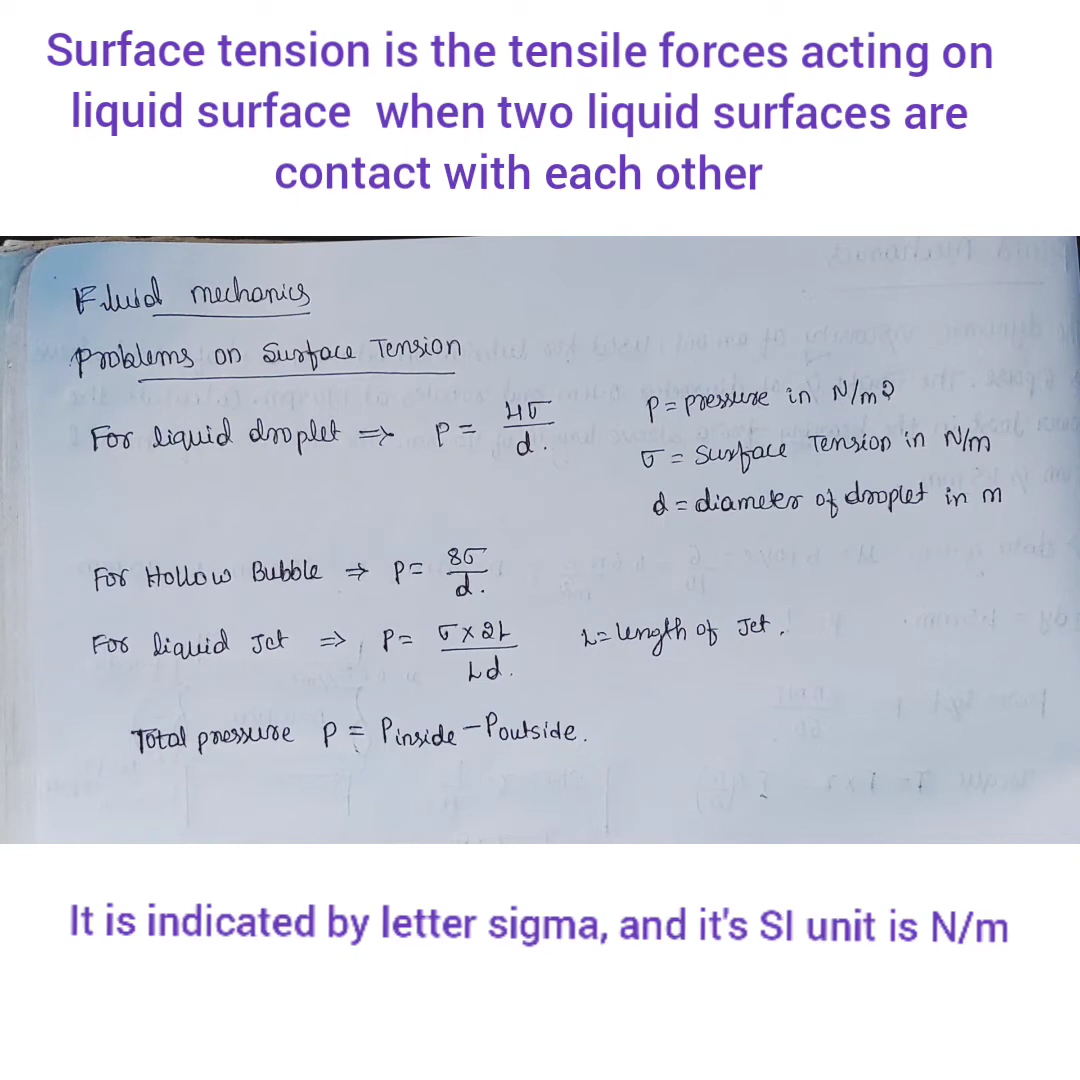 Surface tension is the tensile forces acting on
liquid surface when two liquid surfaces are
contact with each other
Fluid mechanics
Problems on Surface Tension
For liquid droplet => P = 4σ/d.
P = pressure in N/m2
σ = Surface Tension in N/m
d = diameter of droplet in m
For Hollow Bubble => P = 8σ/d.
For liquid Jet => P = σ x 2L/Ld. L = length of Jet.
Total pressure P = Pinside - Poutside.
It is indicated by letter sigma, and it's SI unit is N/m